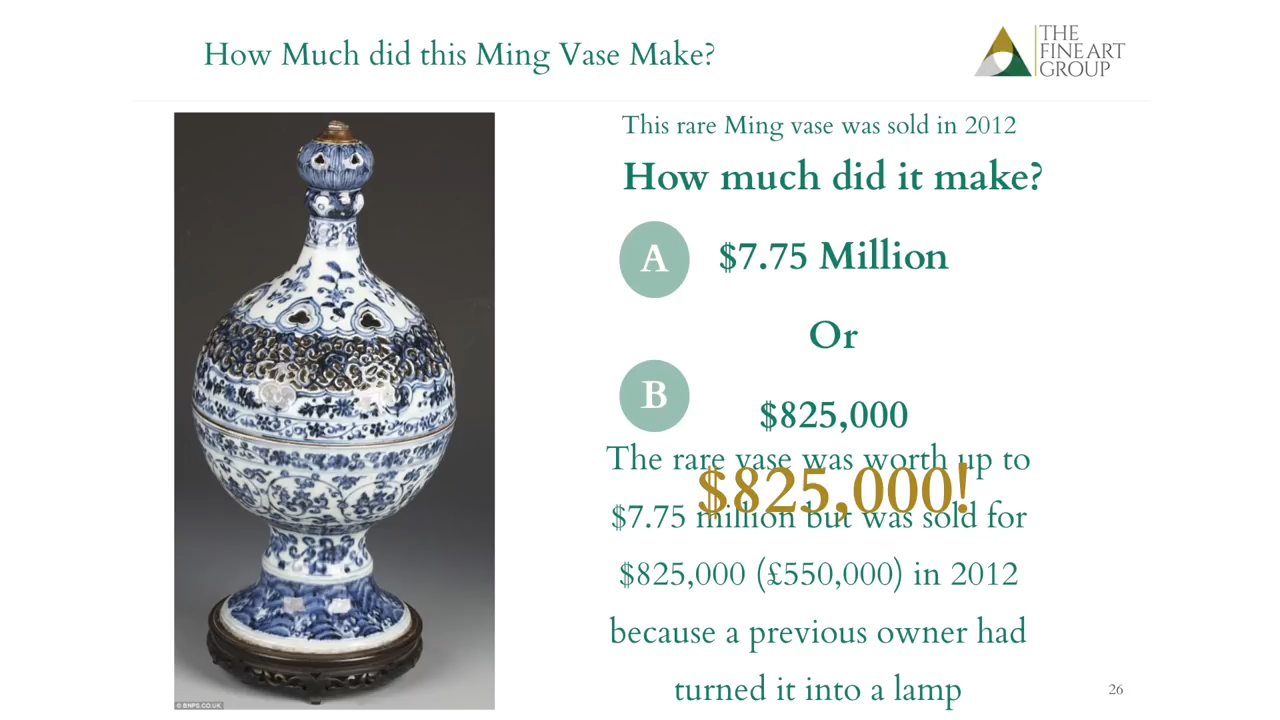 How Much did this Ming Vase Make?
THE
FINE ART
GROUP
This rare Ming vase was sold in 2012
How much did it make?
A
$7.75 Million
Or
B
$825,000
The rare vase was worth up to
$825,000!
$7.75 million but was sold for
$825,000 (£550,000) in 2012
because a previous owner had
turned it into a lamp
© BNPS.CO.UK
26